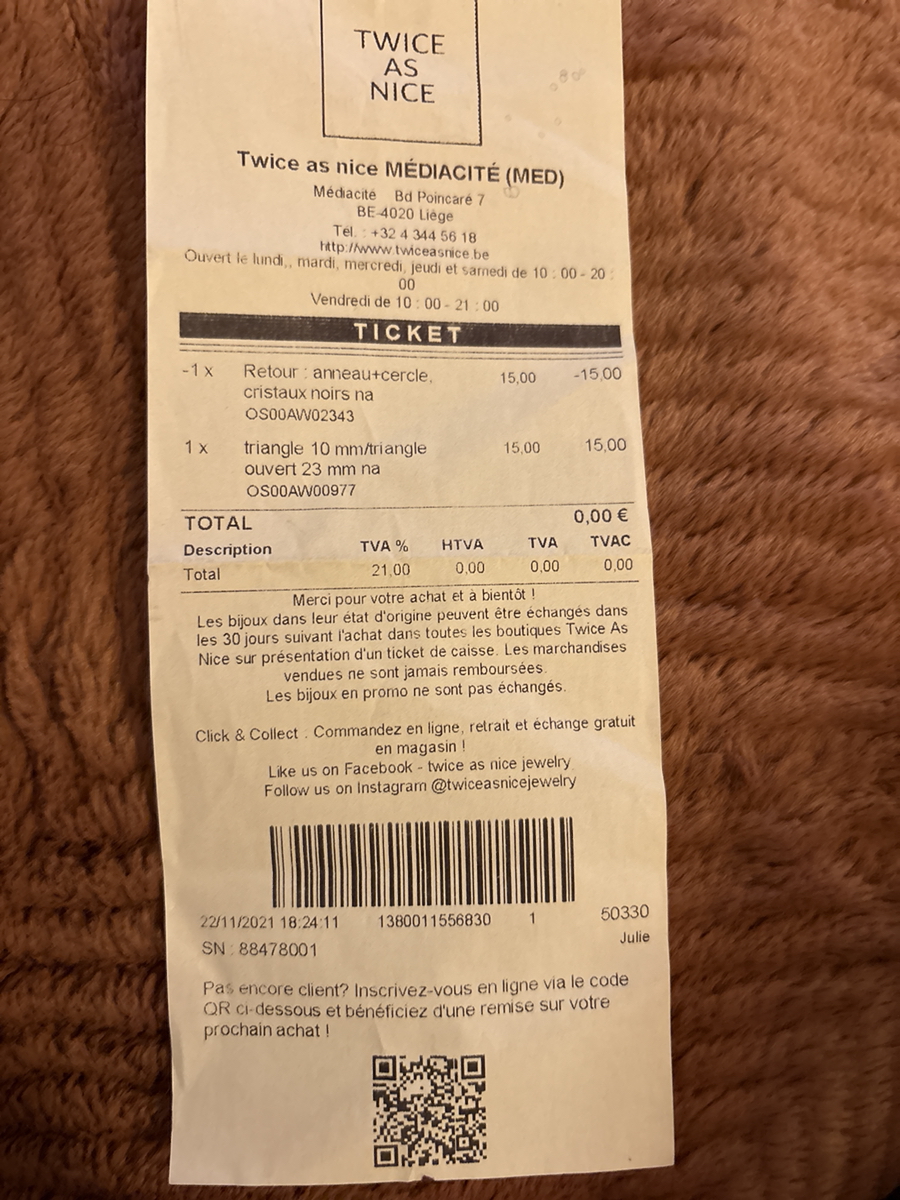 TWICE
AS
NICE
Twice as nice MÉDIACITÉ (MED)
Médiacité Bd Poincaré 7
BE-4020 Liège
Tél. : +32 4 344 56 18
http://www.twiceasnice.be
Ouvert le lundi,, mardi, mercredi, jeudi et samedi de 10 : 00 - 20 :
00
Vendredi de 10 : 00 - 21 : 00
TICKET
-1 x Retour : anneau+cercle, 15,00 -15,00
cristaux noirs na
OS00AW02343
1 x triangle 10 mm/triangle 15,00 15,00
ouvert 23 mm na
OS00AW00977
TOTAL 0,00 €
Description TVA % HTVA TVA TVAC
Total 21,00 0,00 0,00 0,00
Merci pour votre achat et à bientôt !
Les bijoux dans leur état d'origine peuvent être échangés dans
les 30 jours suivant l'achat dans toutes les boutiques Twice As
Nice sur présentation d'un ticket de caisse. Les marchandises
vendues ne sont jamais remboursées.
Les bijoux en promo ne sont pas échangés.
Click & Collect : Commandez en ligne, retrait et échange gratuit
en magasin !
Like us on Facebook - twice as nice jewelry
Follow us on Instagram @twiceasnicejewelry
22/11/2021 18:24:11 1380011556830 1 50330
SN : 88478001 Julie
Pas encore client? Inscrivez-vous en ligne via le code
QR ci-dessous et bénéficiez d'une remise sur votre
prochain achat !